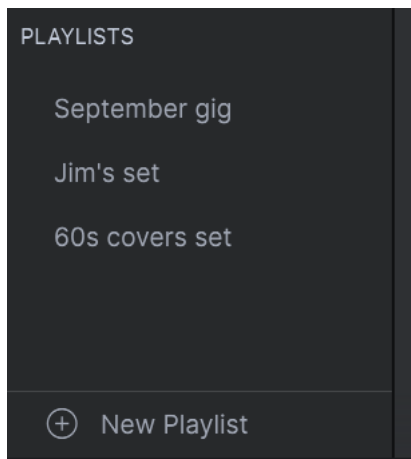 PLAYLISTS
September gig
Jim's set
60s covers set
New Playlist